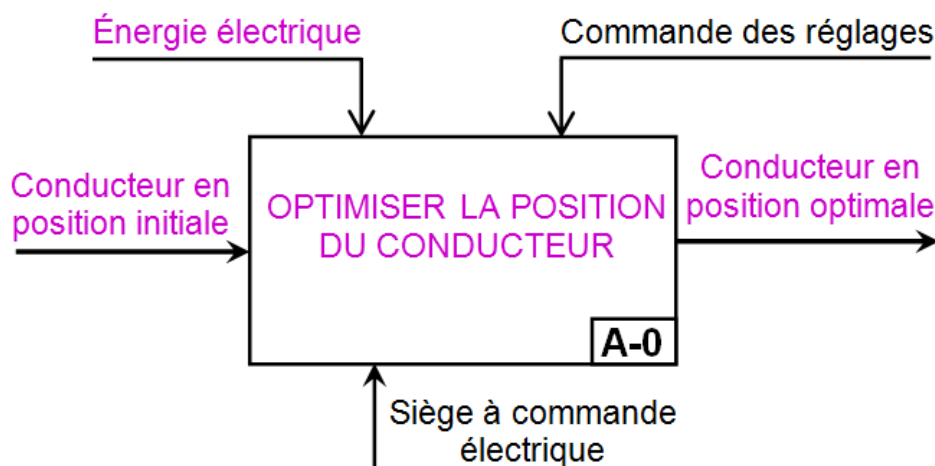 Énergie électrique
Commande des réglages
Conducteur en
position initiale
OPTIMISER LA POSITION
DU CONDUCTEUR
Conducteur en
position optimale
A-0
Siège à commande
électrique